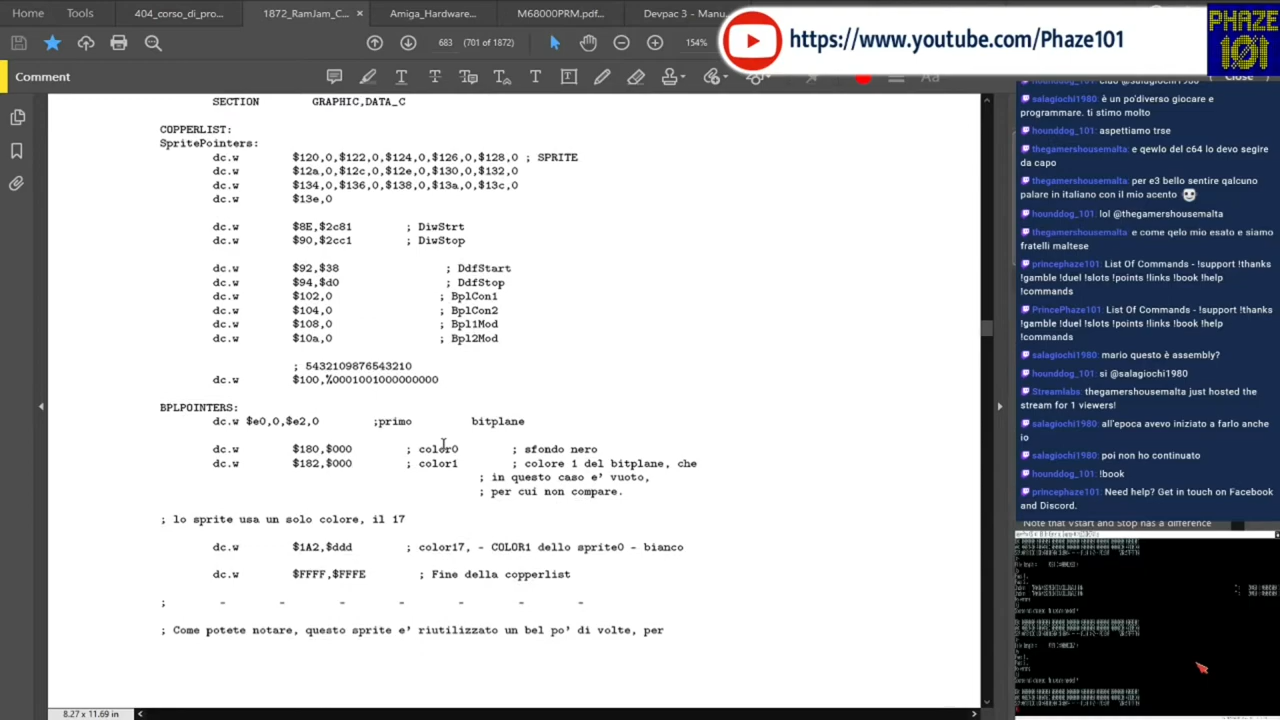 Home Tools 404_corso_di_pro... 1872_RamJam_C... × Amiga_Hardware... M68000PRM.pdf... Devpac 3 - Manu...
https://www.youtube.com/Phaze101
PHAZE
101
683 (701 of 1872) 154%
Comment
Close
SECTION GRAPHIC,DATA_C
COPPERLIST:
SpritePointers:
dc.w $120,0,$122,0,$124,0,$126,0,$128,0 ; SPRITE
dc.w $12a,0,$12c,0,$12e,0,$130,0,$132,0
dc.w $134,0,$136,0,$138,0,$13a,0,$13c,0
dc.w $13e,0
dc.w $8E,$2c81 ; DiwStrt
dc.w $90,$2cc1 ; DiwStop
dc.w $92,$38 ; DdfStart
dc.w $94,$d0 ; DdfStop
dc.w $102,0 ; BplCon1
dc.w $104,0 ; BplCon2
dc.w $108,0 ; Bpl1Mod
dc.w $10a,0 ; Bpl2Mod
; 5432109876543210
dc.w $100,%0001001000000000
BPLPOINTERS:
dc.w $e0,0,$e2,0 ;primo bitplane
dc.w $180,$000 ; color0 ; sfondo nero
dc.w $182,$000 ; color1 ; colore 1 del bitplane, che
; in questo caso e' vuoto,
; per cui non compare.
; lo sprite usa un solo colore, il 17
dc.w $1A2,$ddd ; color17, - COLOR1 dello sprite0 - bianco
dc.w $FFFF,$FFFE ; Fine della copperlist
; - - - - - - -
; Come potete notare, questo sprite e' riutilizzato un bel po' di volte, per
8.27 x 11.69 in
salagiochi1980: è un po'diverso giocare e
programmare. ti stimo molto
hounddog_101: aspettiamo trse
thegamershousemalta: e qewlo del c64 lo devo segire
da capo
thegamershousemalta: per e3 bello sentire qalcuno
palare in italiano con il mio acento
hounddog_101: lol @thegamershousemalta
thegamershousemalta: e come qelo mio esato e siamo
fratelli maltese
princephaze101: List Of Commands - !support !thanks
!gamble !duel !slots !points !links !book !help
!commands
PrincePhaze101: List Of Commands - !support !thanks
!gamble !duel !slots !points !links !book !help
!commands
salagiochi1980: mario questo è assembly?
hounddog_101: si @salagiochi1980
Streamlabs: thegamershousemalta just hosted the
stream for 1 viewers!
salagiochi1980: all'epoca avevo iniziato a farlo anche
io
salagiochi1980: poi non ho continuato
hounddog_101: !book
princephaze101: Need help? Get in touch on Facebook
and Discord.
Note that Vstart and Stop has a difference